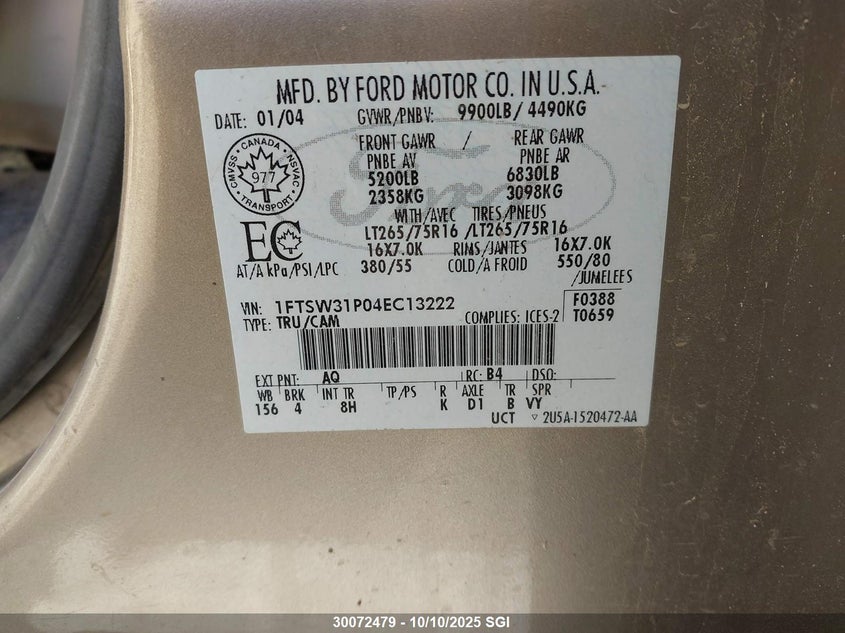 MFD. BY FORD MOTOR CO. IN U.S.A.
DATE: 01/04 GVWR/PNBV: 9900LB/ 4490KG
FRONT GAWR / REAR GAWR
PNBE AV PNBE AR
5200LB 6830LB
2358KG 3098KG
CMVSS · CANADA · NSVAC
977
TRANSPORT
Ford
WITH/AVEC TIRES/PNEUS
LT265/75R16 /LT265/75R16
EC
16X7.0K RIMS/JANTES 16X7.0K
AT/A kPa/PSI/LPC 380/55 COLD/A FROID 550/80
/JUMELEES
VIN: 1FTSW31P04EC13222 F0388
TYPE: TRU/CAM COMPLIES: ICES-2 T0659
EXT PNT: AQ RC: B4 DSO:
WB BRK INT TR TP/PS R AXLE TR SPR
156 4 8H K D1 B VY
UCT ▽ 2U5A-1520472-AA
30072479 - 10/10/2025 SGI